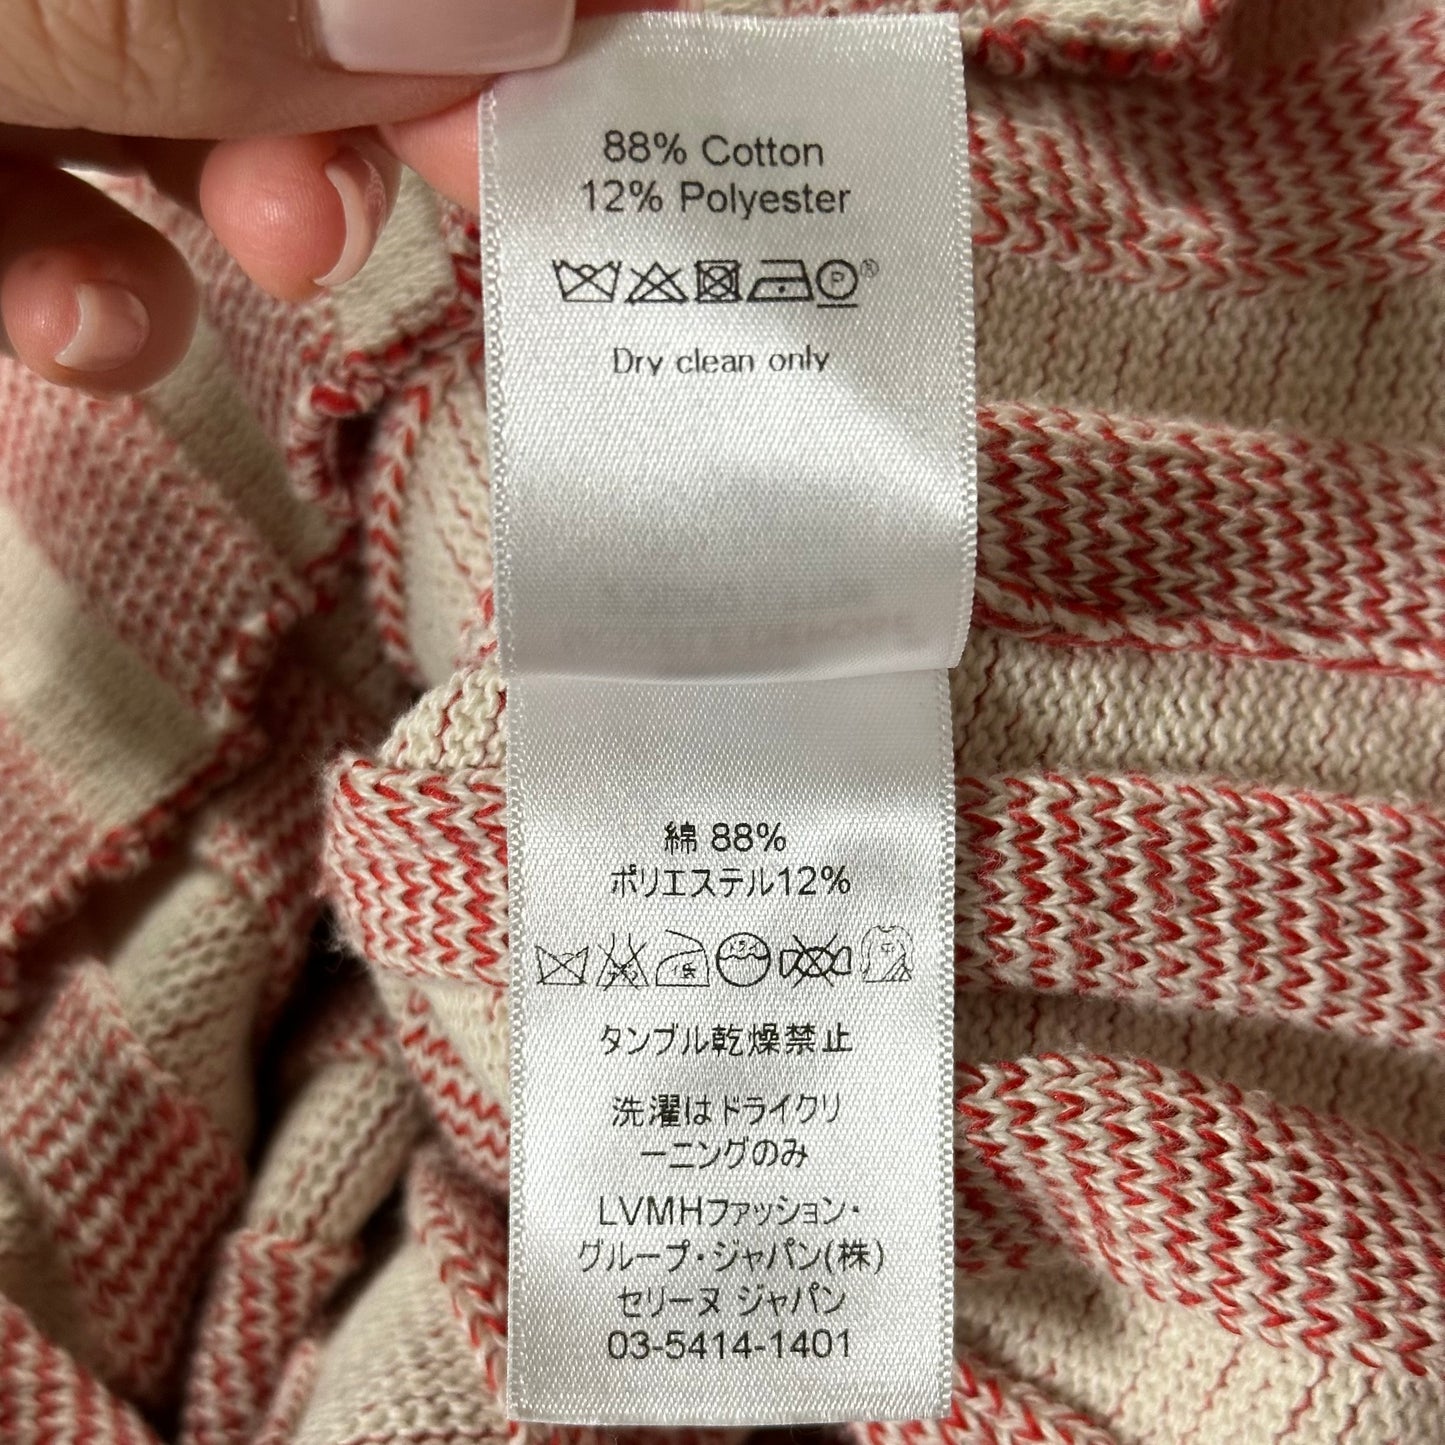 88% Cotton
12% Polyester
P ®
Dry clean only
綿 88%
ポリエステル12%
ドライ
タンブル乾燥禁止
洗濯はドライクリ
ーニングのみ
LVMHファッション・
グループ・ジャパン(株)
セリーヌ ジャパン
03-5414-1401